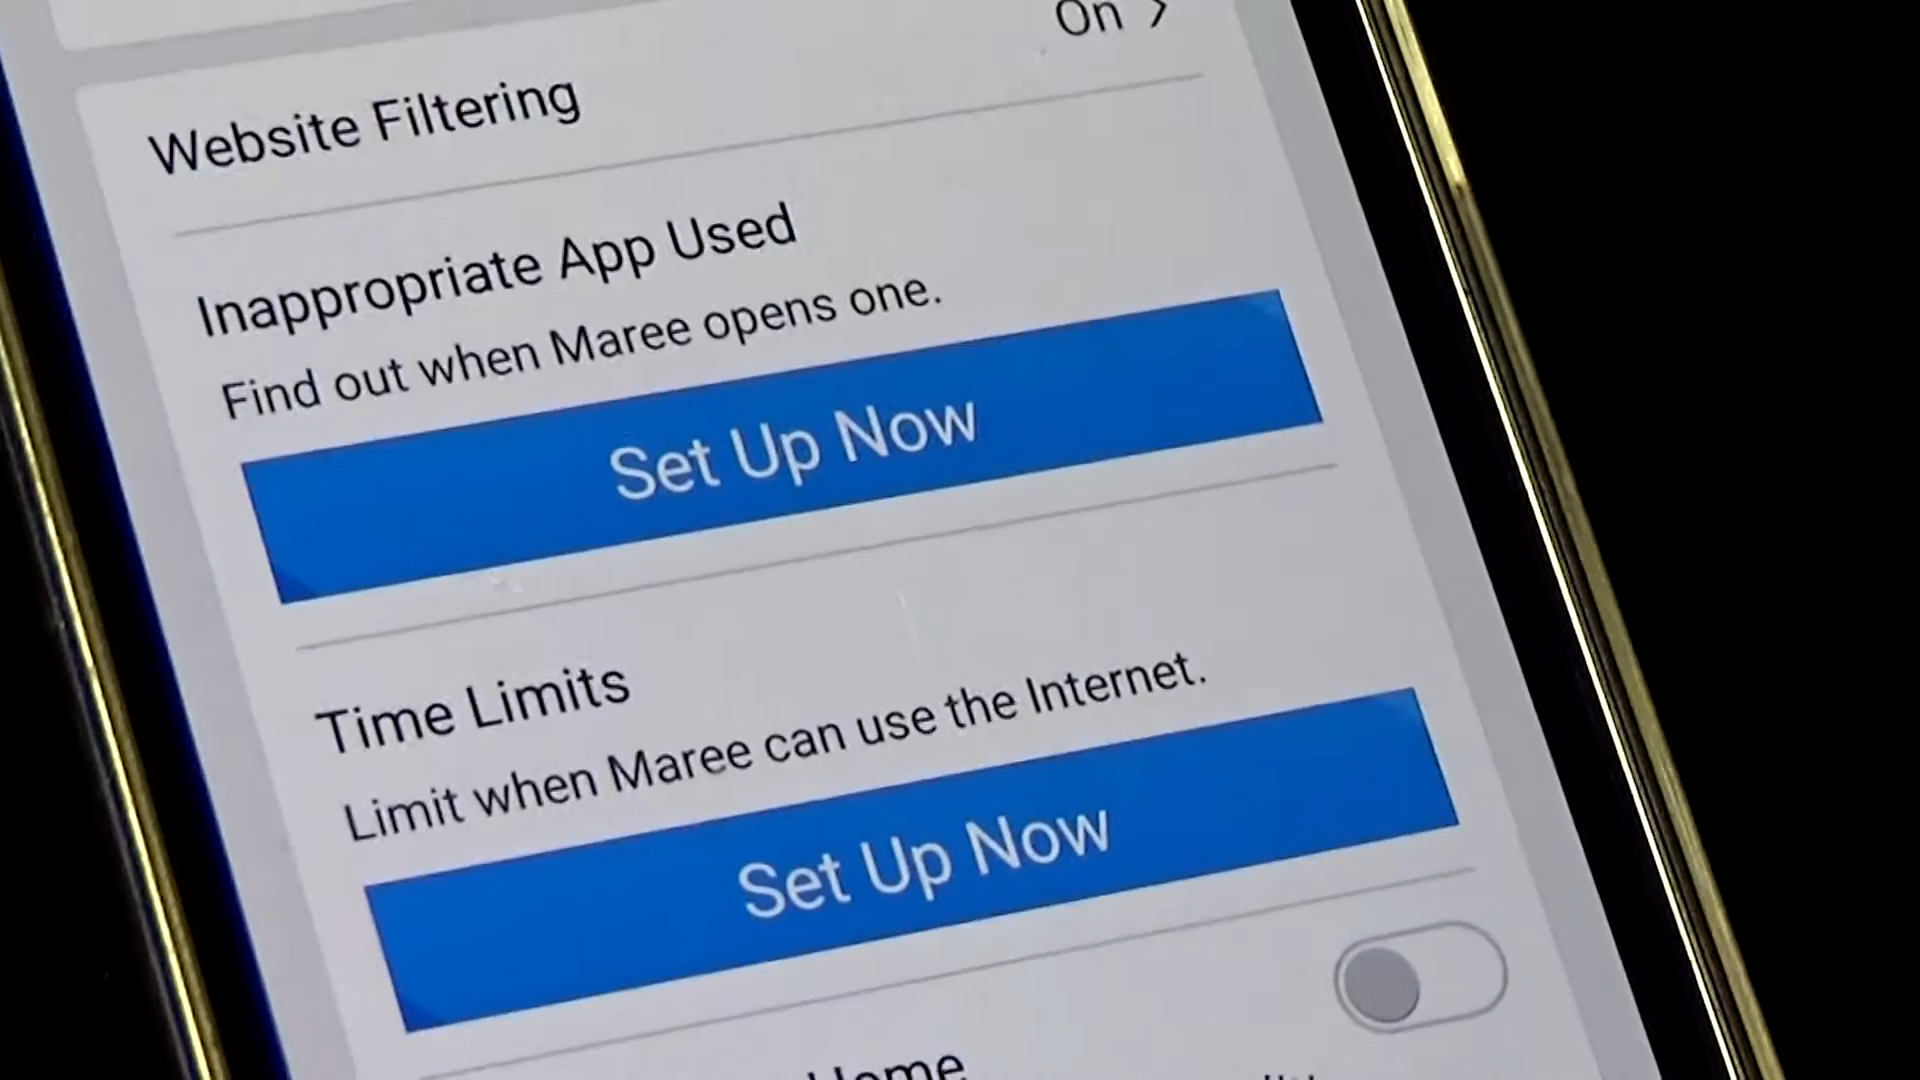 On >
Website Filtering
Inappropriate App Used
Find out when Maree opens one.
Set Up Now
Time Limits
Limit when Maree can use the Internet.
Set Up Now
Home